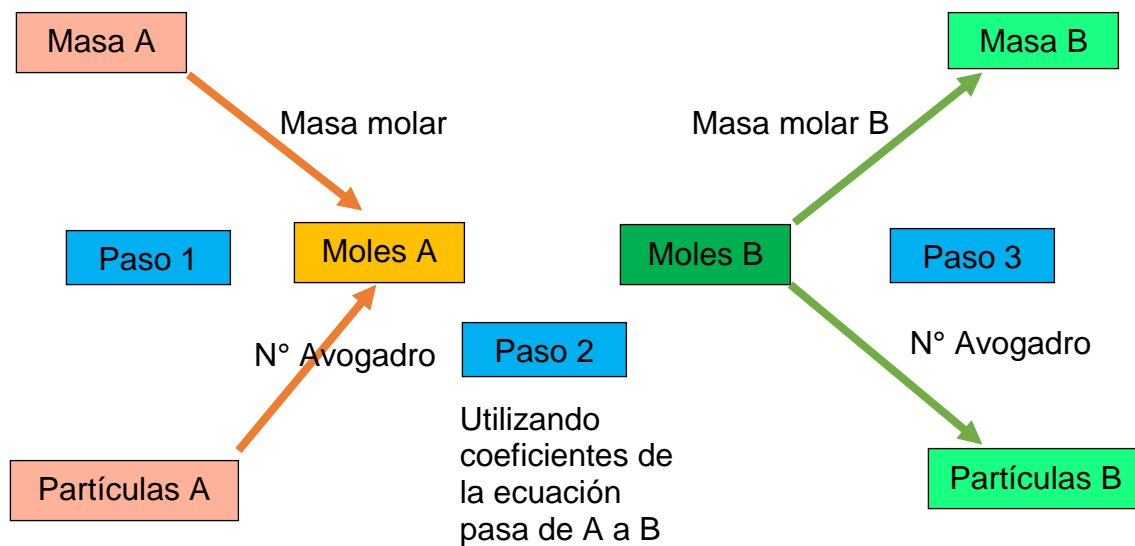 Masa A
Masa B
Masa molar
Masa molar B
Paso 1
Moles A
Moles B
Paso 3
N° Avogadro
Paso 2
N° Avogadro
Utilizando
coeficientes de
la ecuación
pasa de A a B
Partículas A
Partículas B